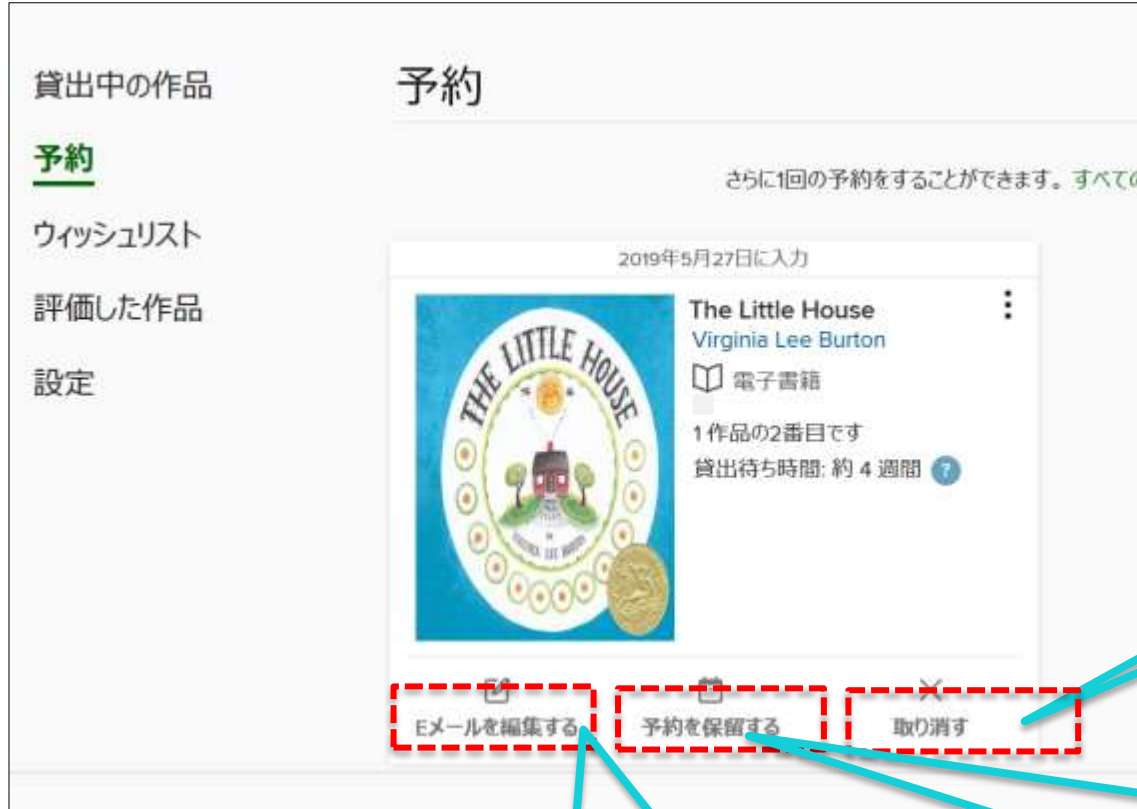 貸出中の作品
予約
ウィッシュリスト
評価した作品
設定
予約
さらに1回の予約をすることができます。すべての
2019年5月27日に入力
THE LITTLE HOUSE
VIRGINIA LEE BURTON
The Little House
Virginia Lee Burton
電子書籍
1作品の2番目です
貸出待ち時間: 約 4 週間 ?
Eメールを編集する
予約を保留する
取り消す